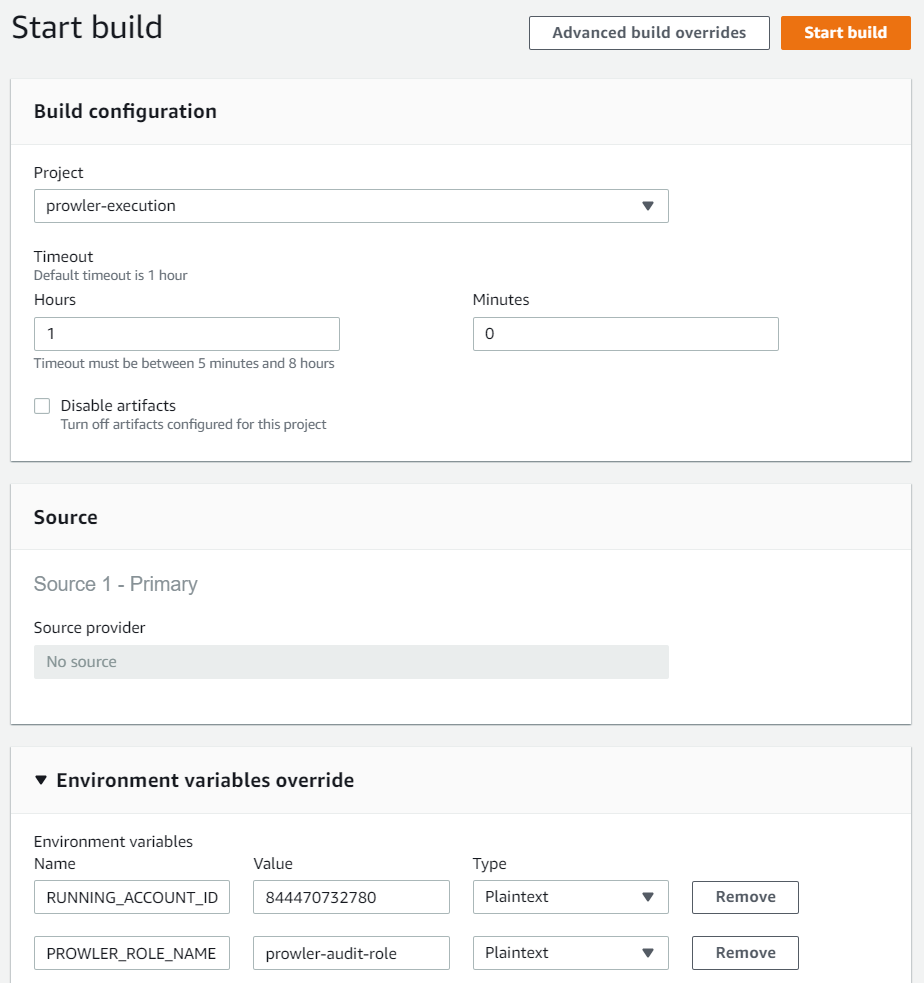 Start build
Advanced build overrides
Start build
Build configuration
Project
prowler-execution
Timeout
Default timeout is 1 hour
Hours
Minutes
1
0
Timeout must be between 5 minutes and 8 hours
Disable artifacts
Turn off artifacts configured for this project
Source
Source 1 - Primary
Source provider
No source
Environment variables override
Environment variables
Name
Value
Type
RUNNING_ACCOUNT_ID
844470732780
Plaintext
Remove
PROWLER_ROLE_NAME
prowler-audit-role
Plaintext
Remove